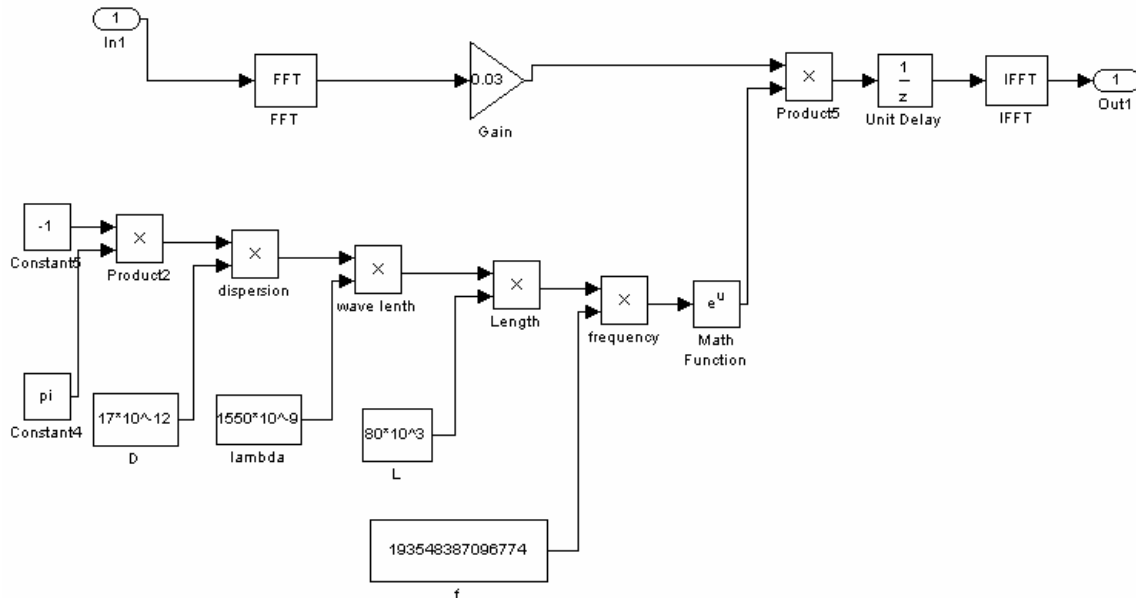 1
In1
FFT
FFT
0.03
Gain
×
Product5
1
z
Unit Delay
IFFT
IFFT
1
Out1
-1
Constant5
×
Product2
×
dispersion
×
wave lenth
×
Length
×
frequency
e^u
Math
Function
pi
Constant4
17*10^-12
D
1550*10^-9
lambda
80*10^3
L
193548387096774
f